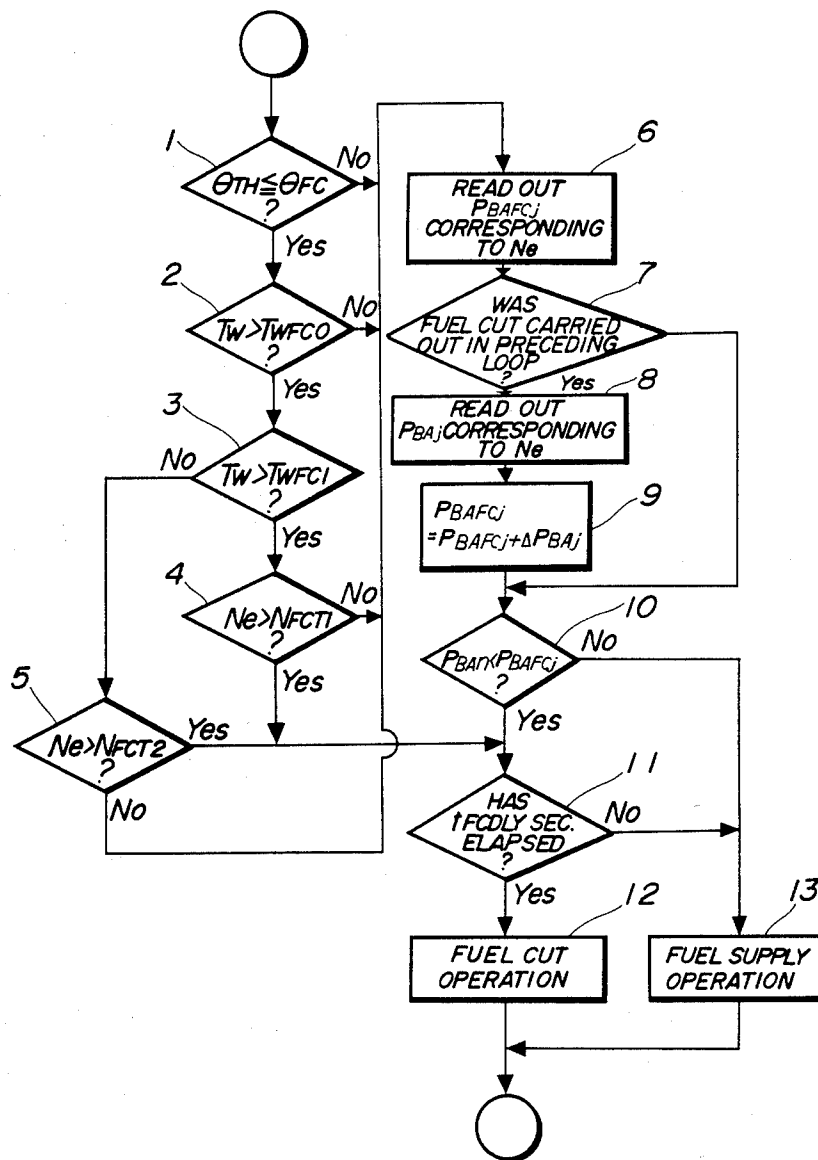 1
θTH≦θFC
?
No
Yes
2
TW>TWFC0
?
No
Yes
3
TW>TWFC1
?
No
Yes
4
Ne>NFCT1
?
No
Yes
5
Ne>NFCT2
?
Yes
No
6
READ OUT
PBAFCj
CORRESPONDING
TO Ne
7
WAS
FUEL CUT CARRIED
OUT IN PRECEDING
LOOP
?
Yes
8
READ OUT
PBAj CORRESPONDING
TO Ne
9
PBAFCj
=PBAFCj+ΔPBAj
10
PBAn<PBAFCj
?
No
Yes
11
HAS
tFCDLY SEC.
ELAPSED
?
No
Yes
12
FUEL CUT
OPERATION
13
FUEL SUPPLY
OPERATION